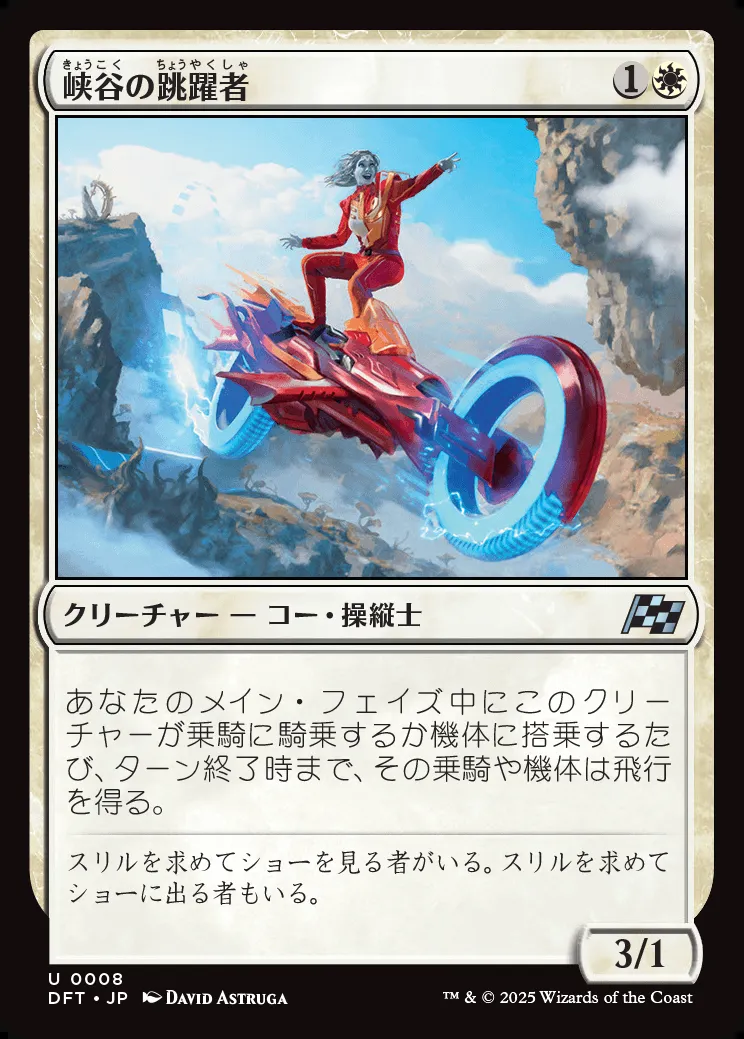 きょうこく ちょうやくしゃ
峡谷の跳躍者
1
クリーチャー — コー・操縦士
あなたのメイン・フェイズ中にこのクリー
チャーが乗騎に騎乗するか機体に搭乗するた
び、ターン終了時まで、その乗騎や機体は飛行
を得る。
スリルを求めてショーを見る者がいる。スリルを求めて
ショーに出る者もいる。
3/1
U 0008
DFT • JP DAVID ASTRUGA
™ & © 2025 Wizards of the Coast